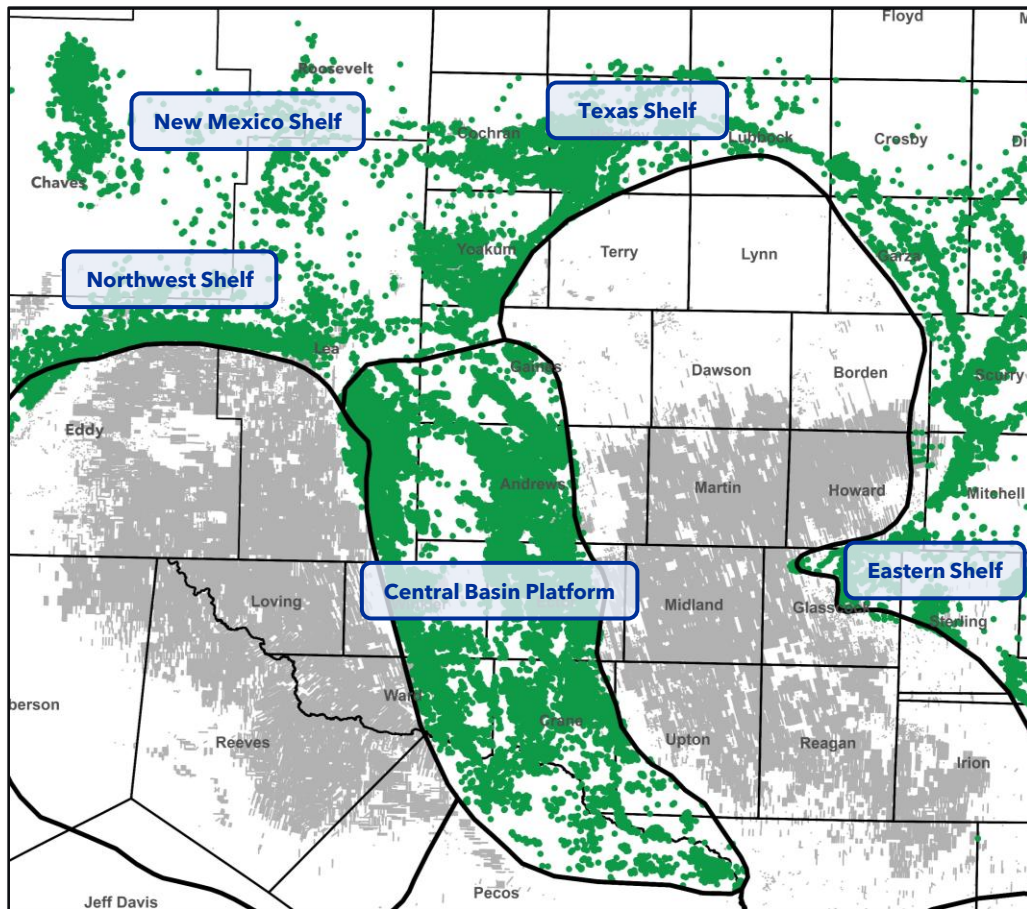 Floyd
Roosevelt
New Mexico Shelf
Texas Shelf
Cochran
Lubbock
Crosby
Chaves
Yoakum
Terry
Lynn
Garza
Northwest Shelf
Lea
Gaines
Dawson
Borden
Scurry
Eddy
Andrews
Martin
Howard
Mitchell
Central Basin Platform
Eastern Shelf
Loving
Midland
Glasscock
Sterling
berson
Ward
Crane
Reeves
Upton
Reagan
Irion
Pecos
Jeff Davis